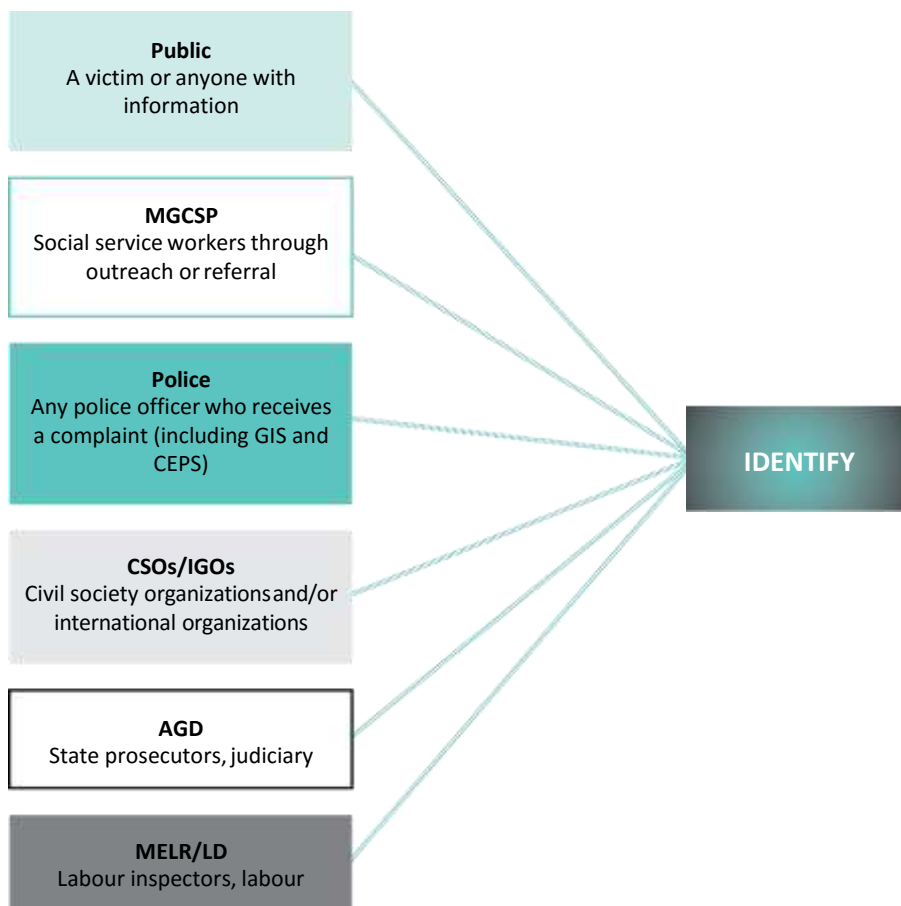 Public
A victim or anyone with
information
MGCSP
Social service workers through
outreach or referral
Police
Any police officer who receives
a complaint (including GIS and
CEPS)
IDENTIFY
CSOs/IGOs
Civil society organizations and/or
international organizations
AGD
State prosecutors, judiciary
MELR/LD
Labour inspectors, labour